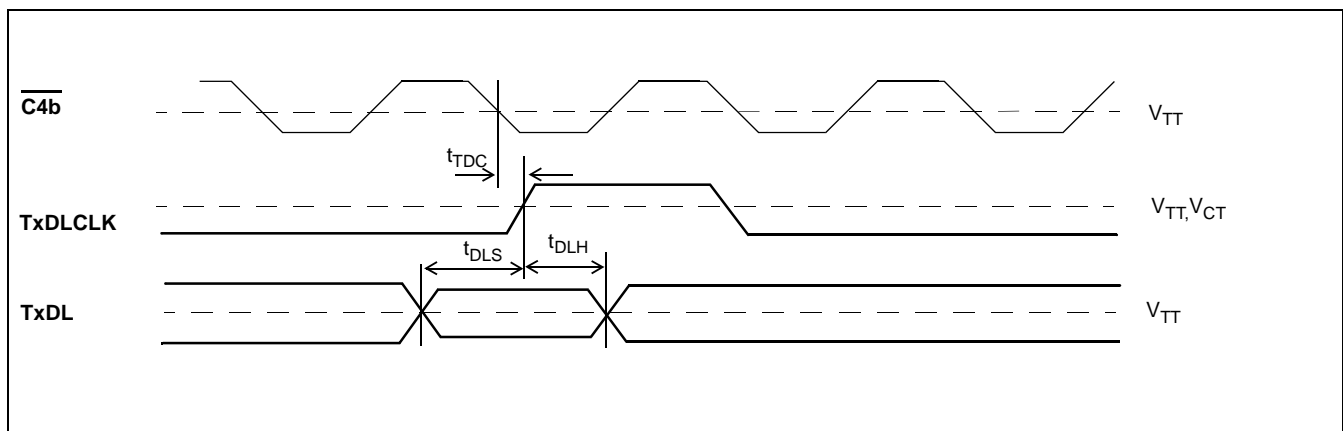 C4b
V_TT
t_TDC
TxDLCLK
V_TT,V_CT
t_DLS
t_DLH
TxDL
V_TT